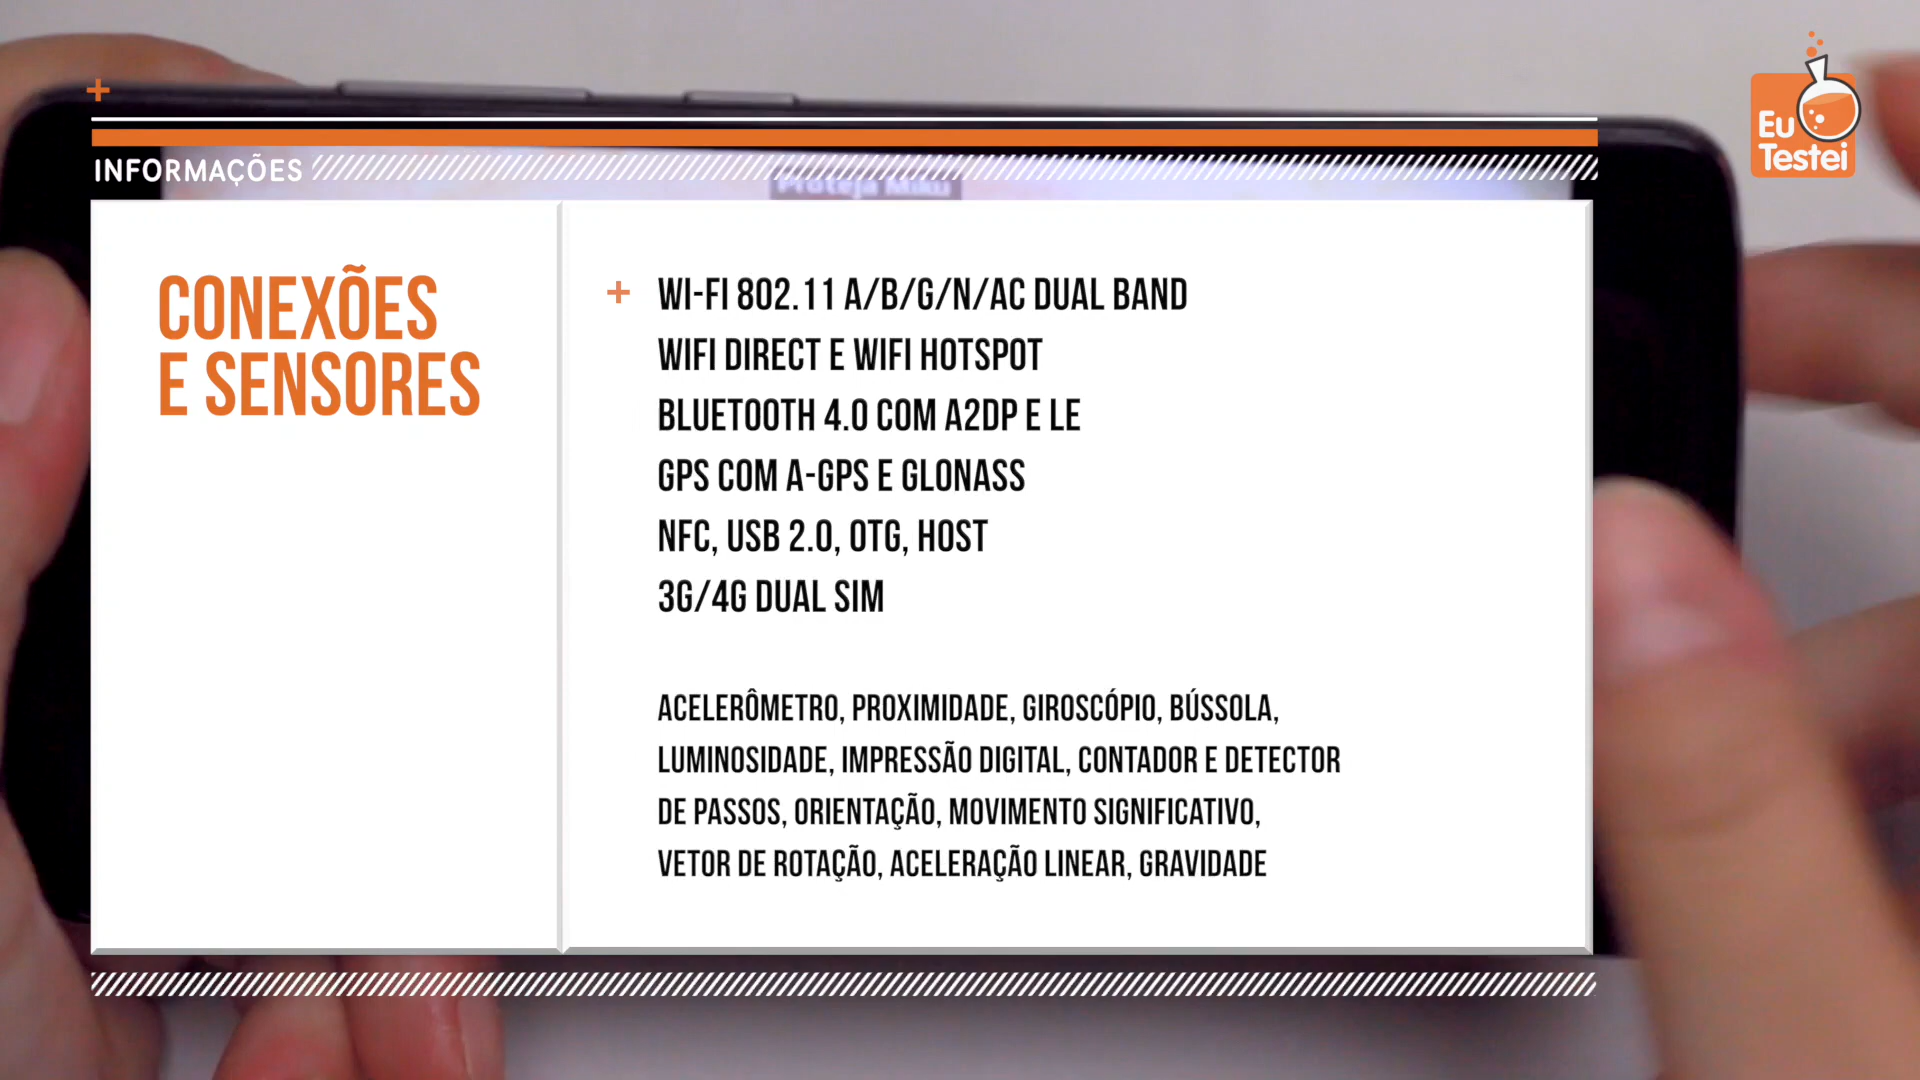 Eu
Testei
INFORMAÇÕES
Proteja Miku
CONEXÕES
E SENSORES
+ WI-FI 802.11 A/B/G/N/AC DUAL BAND
WIFI DIRECT E WIFI HOTSPOT
BLUETOOTH 4.0 COM A2DP E LE
GPS COM A-GPS E GLONASS
NFC, USB 2.0, OTG, HOST
3G/4G DUAL SIM
ACELERÔMETRO, PROXIMIDADE, GIROSCÓPIO, BÚSSOLA,
LUMINOSIDADE, IMPRESSÃO DIGITAL, CONTADOR E DETECTOR
DE PASSOS, ORIENTAÇÃO, MOVIMENTO SIGNIFICATIVO,
VETOR DE ROTAÇÃO, ACELERAÇÃO LINEAR, GRAVIDADE